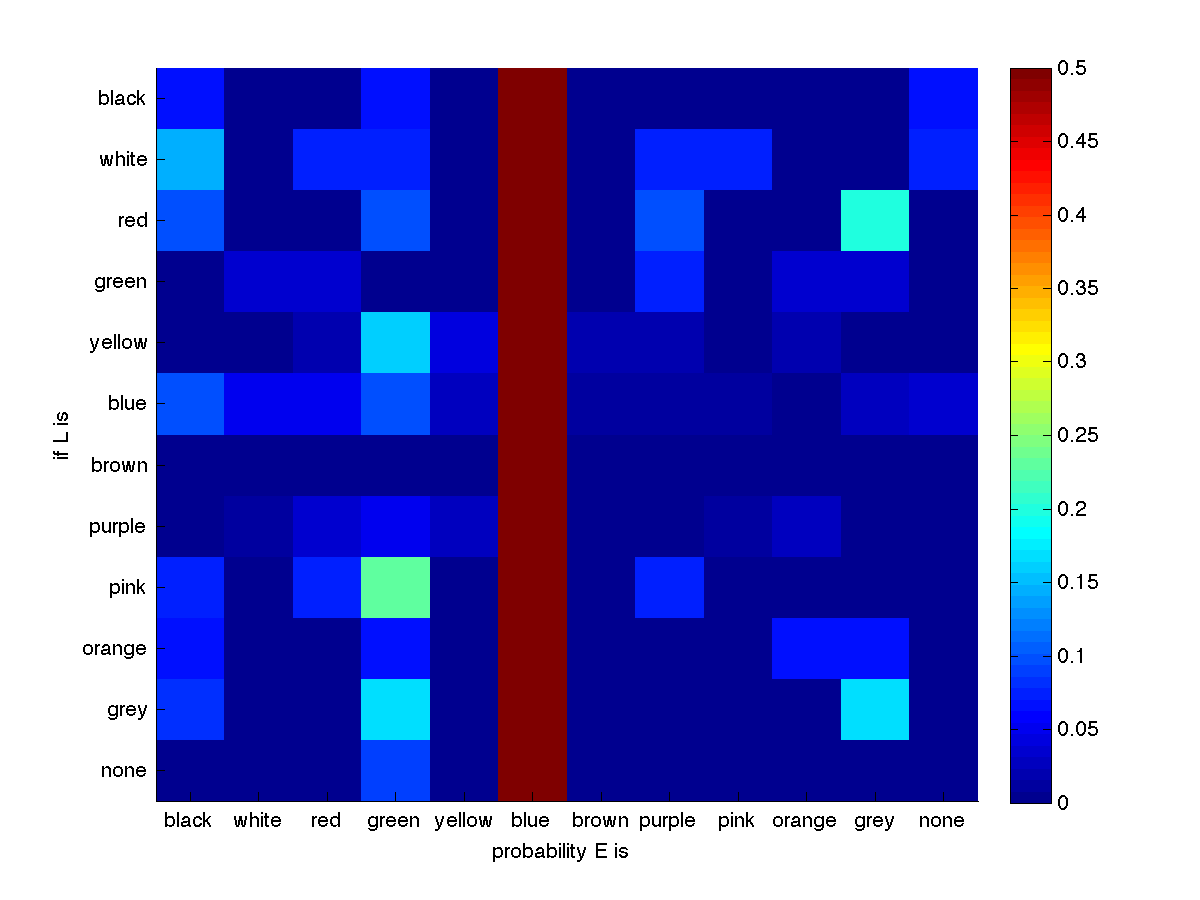 black
white
red
green
yellow
blue
brown
purple
pink
orange
grey
none
if L is
black white red green yellow blue brown purple pink orange grey none
probability E is
0.5
0.45
0.4
0.35
0.3
0.25
0.2
0.15
0.1
0.05
0